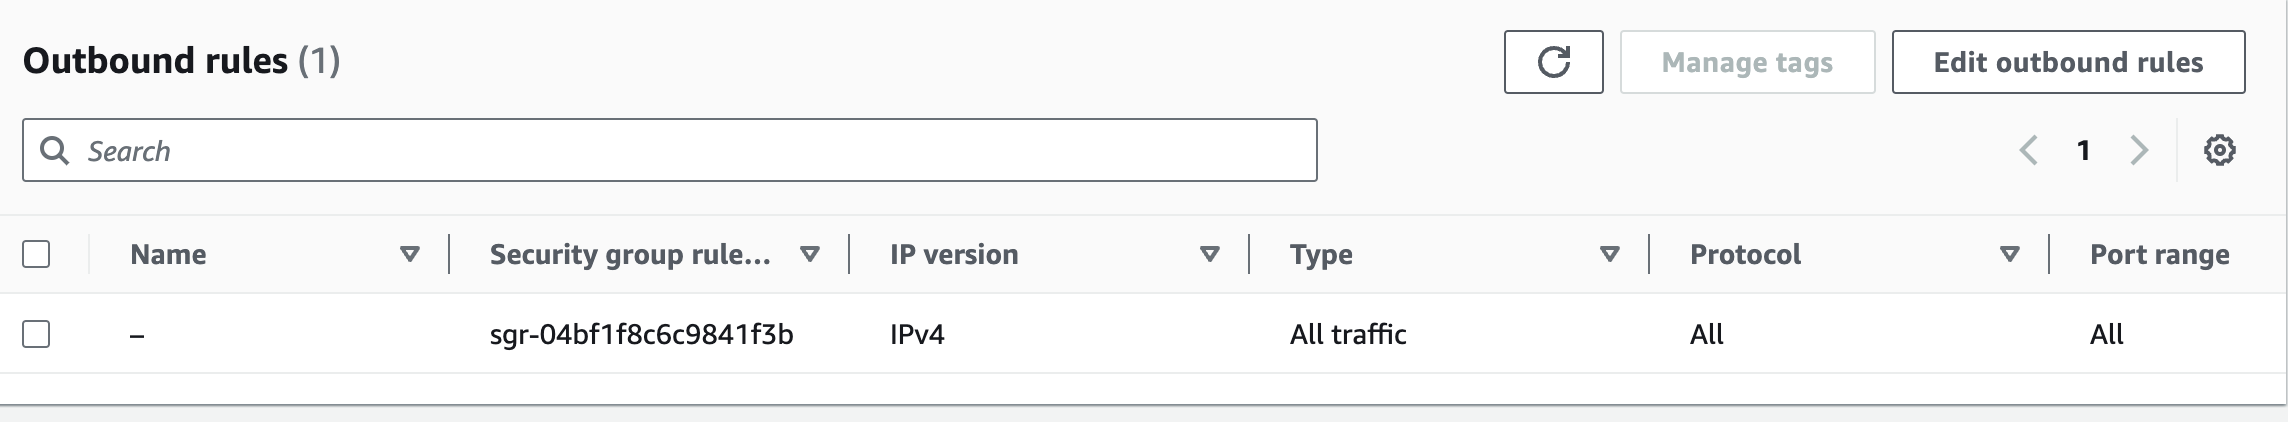 Outbound rules (1)
Manage tags
Edit outbound rules
Search
1
Name Security group rule... IP version Type Protocol Port range
– sgr-04bf1f8c6c9841f3b IPv4 All traffic All All